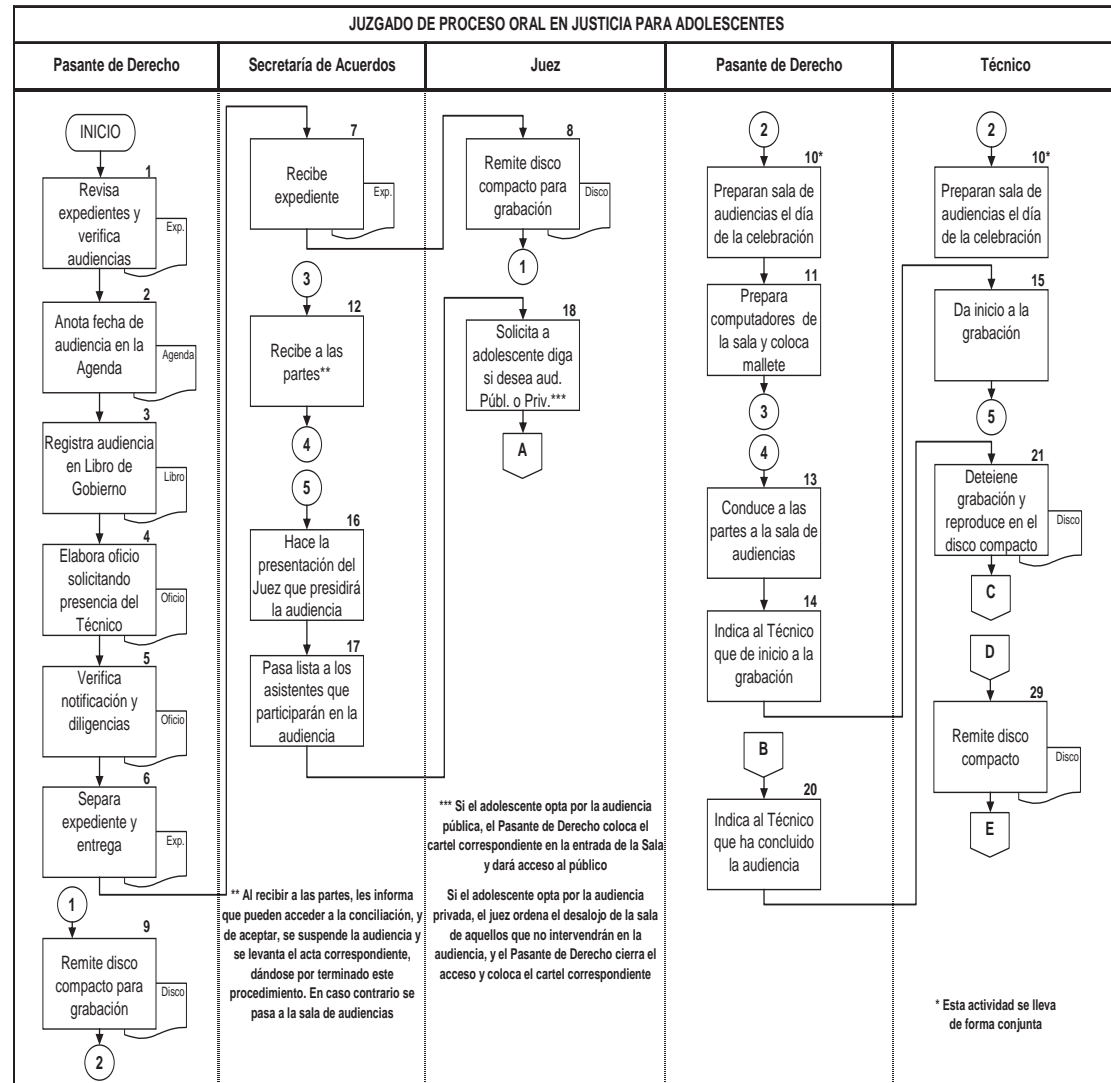 JUZGADO DE PROCESO ORAL EN JUSTICIA PARA ADOLESCENTES
Pasante de Derecho
Secretaría de Acuerdos
Juez
Pasante de Derecho
Técnico
INICIO
1
Revisa
expedientes y
verifica
audiencias
Exp.
2
Anota fecha de
audiencia en la
Agenda
Agenda
3
Registra audiencia
en Libro de
Gobierno
Libro
4
Elabora oficio
solicitando
presencia del
Técnico
Oficio
5
Verifica
notificación y
diligencias
Oficio
6
Separa
expediente y
entrega
Exp.
1
9
Remite disco
compacto para
grabación
Disco
2
7
Recibe
expediente
Exp.
3
12
Recibe a las
partes**
4
5
16
Hace la
presentación del
Juez que presidirá
la audiencia
17
Pasa lista a los
asistentes que
participarán en la
audiencia
** Al recibir a las partes, les informa
que pueden acceder a la conciliación, y
de aceptar, se suspende la audiencia y
se levanta el acta correspondiente,
dándose por terminado este
procedimiento. En caso contrario se
pasa a la sala de audiencias
8
Remite disco
compacto para
grabación
Disco
1
18
Solicita a
adolescente diga
si desea aud.
Públ. o Priv.***
A
*** Si el adolescente opta por la audiencia
pública, el Pasante de Derecho coloca el
cartel correspondiente en la entrada de la Sala
y dará acceso al público
Si el adolescente opta por la audiencia
privada, el juez ordena el desalojo de la sala
de aquellos que no intervendrán en la
audiencia, y el Pasante de Derecho cierra el
acceso y coloca el cartel correspondiente
2
10*
Preparan sala de
audiencias el día
de la celebración
11
Prepara
computadores de
la sala y coloca
mallete
3
4
13
Conduce a las
partes a la sala de
audiencias
14
Indica al Técnico
que de inicio a la
grabación
B
20
Indica al Técnico
que ha concluido
la audiencia
2
10*
Preparan sala de
audiencias el día
de la celebración
15
Da inicio a la
grabación
5
21
Deteiene
grabación y
reproduce en el
disco compacto
Disco
C
D
29
Remite disco
compacto
Disco
E
* Esta actividad se lleva
de forma conjunta